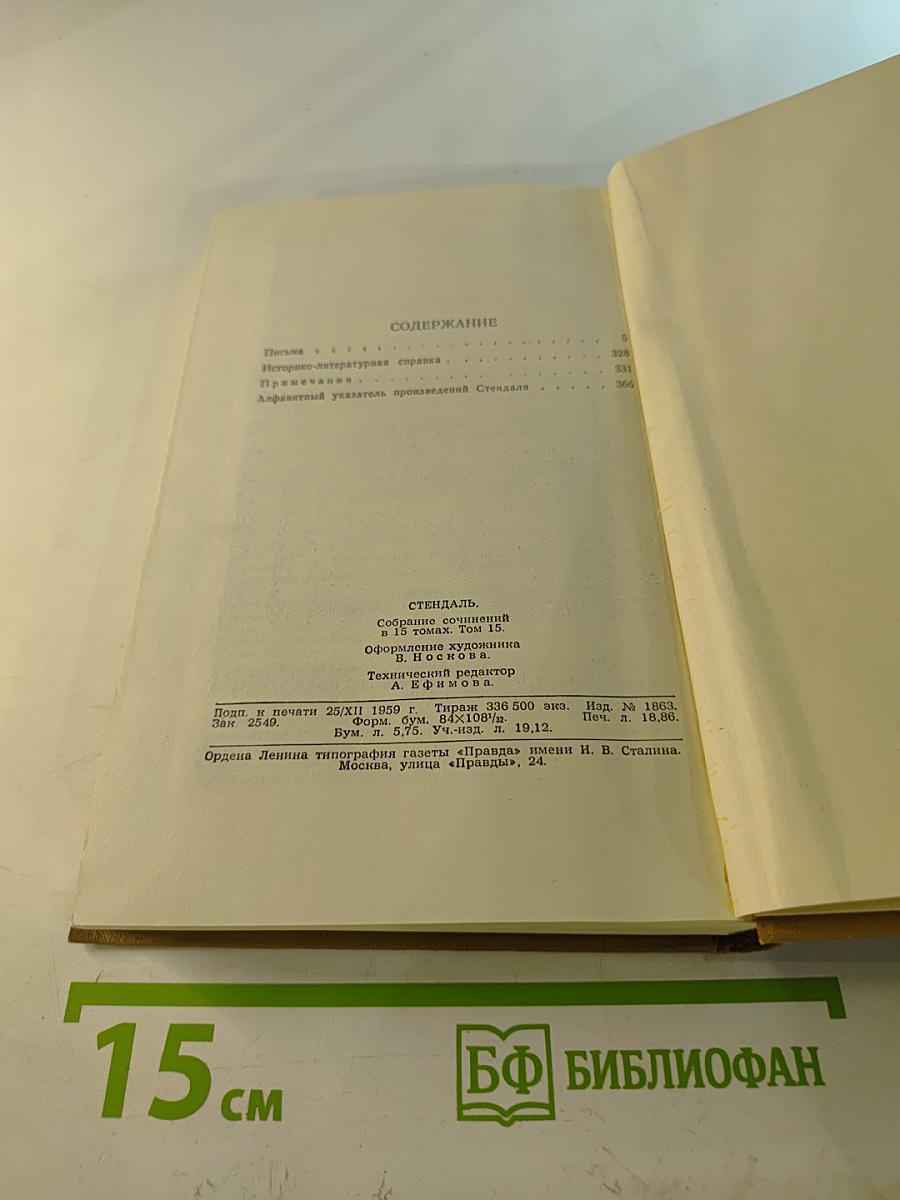 СОДЕРЖАНИЕ
Письма . . . . . . . . . . . . . . . . . 5
Историко-литературная справка . . . . . . . . . . 328
Примечания . . . . . . . . . . . . . . . 331
Алфавитный указатель произведений Стендаля . . . . . 366
СТЕНДАЛЬ.
Собрание сочинений
в 15 томах. Том 15.
Оформление художника
В. Носкова.
Технический редактор
А. Ефимова.
Подп. к печати 25/XII 1959 г. Тираж 336 500 экз. Изд. № 1863.
Зак. 2549. Форм. бум. 84×108¹/₃₂. Печ. л. 18,86.
Бум. л. 5,75. Уч.-изд. л. 19,12.
Ордена Ленина типография газеты «Правда» имени И. В. Сталина.
Москва, улица «Правды», 24.
15 см
БФ БИБЛИОФАН